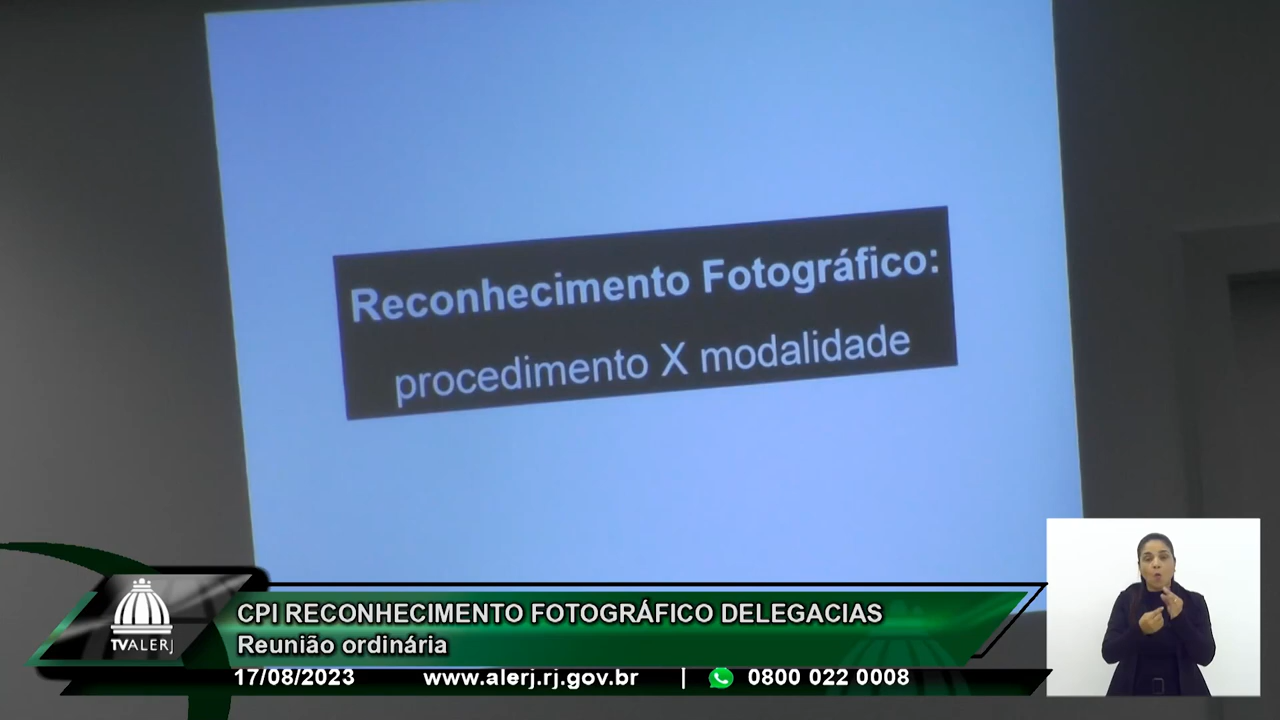 Reconhecimento Fotográfico:
procedimento X modalidade
CPI RECONHECIMENTO FOTOGRÁFICO DELEGACIAS
Reunião ordinária
TVALERJ
17/08/2023 www.alerj.rj.gov.br | 0800 022 0008